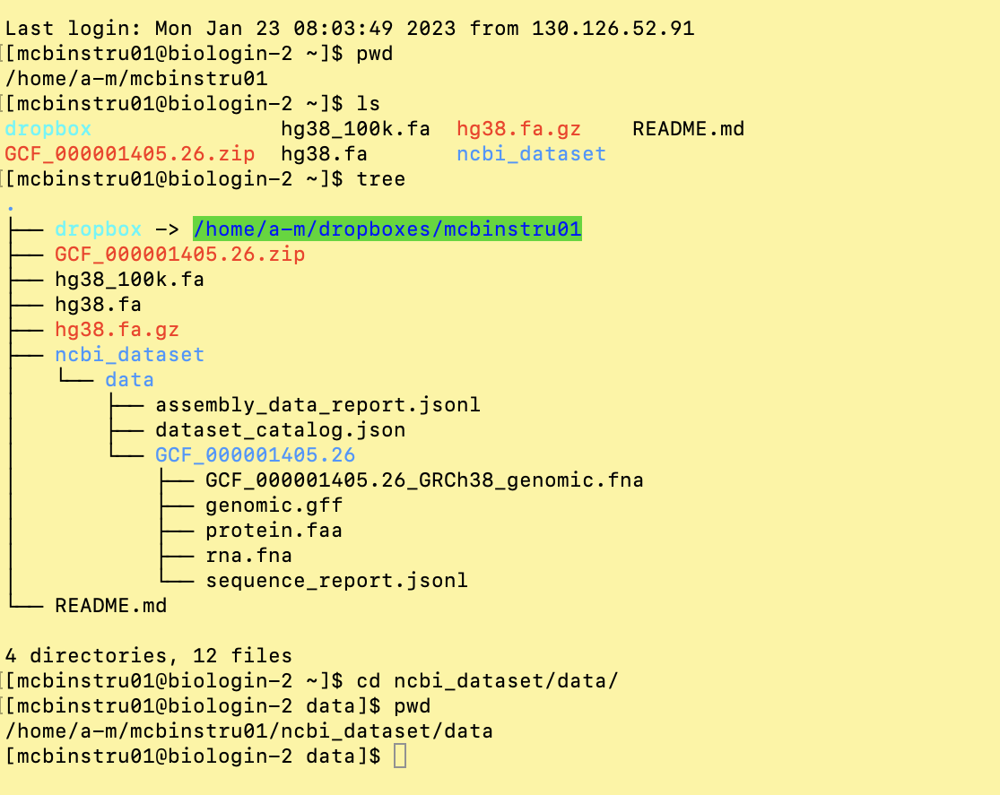 Last login: Mon Jan 23 08:03:49 2023 from 130.126.52.91
[mcbinstru01@biologin-2 ~]$ pwd
/home/a-m/mcbinstru01
[mcbinstru01@biologin-2 ~]$ ls
dropbox                hg38_100k.fa  hg38.fa.gz    README.md
GCF_000001405.26.zip  hg38.fa       ncbi_dataset
[mcbinstru01@biologin-2 ~]$ tree
.
├── dropbox -> /home/a-m/dropboxes/mcbinstru01
├── GCF_000001405.26.zip
├── hg38_100k.fa
├── hg38.fa
├── hg38.fa.gz
├── ncbi_dataset
│   └── data
│       ├── assembly_data_report.jsonl
│       ├── dataset_catalog.json
│       └── GCF_000001405.26
│           ├── GCF_000001405.26_GRCh38_genomic.fna
│           ├── genomic.gff
│           ├── protein.faa
│           ├── rna.fna
│           └── sequence_report.jsonl
└── README.md
4 directories, 12 files
[mcbinstru01@biologin-2 ~]$ cd ncbi_dataset/data/
[mcbinstru01@biologin-2 data]$ pwd
/home/a-m/mcbinstru01/ncbi_dataset/data
[mcbinstru01@biologin-2 data]$